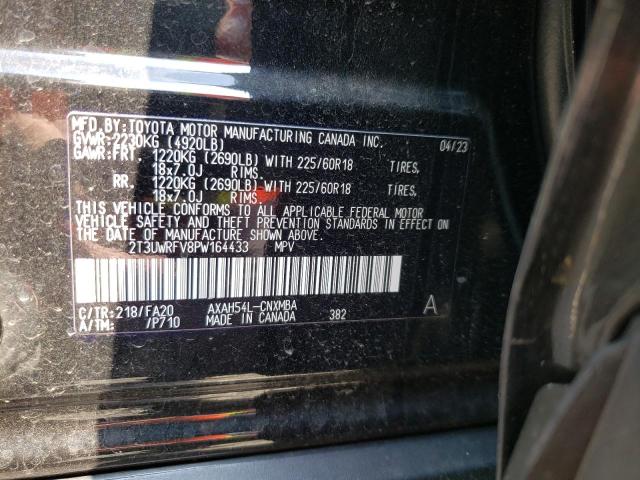 MFD.BY:TOYOTA MOTOR MANUFACTURING CANADA INC. 04/23
GVWR:2230KG (4920LB)
GAWR:FRT. 1220KG (2690LB) WITH 225/60R18 TIRES,
18x7.0J RIMS.
RR. 1220KG (2690LB) WITH 225/60R18 TIRES,
18x7.0J RIMS.
THIS VEHICLE CONFORMS TO ALL APPLICABLE FEDERAL MOTOR
VEHICLE SAFETY AND THEFT PREVENTION STANDARDS IN EFFECT ON
THE DATE OF MANUFACTURE SHOWN ABOVE.
2T3UWRFV8PW164433 MPV
C/TR:218/FA20 AXAH54L-CNXMBA
A/TM: /P710 MADE IN CANADA 382 A